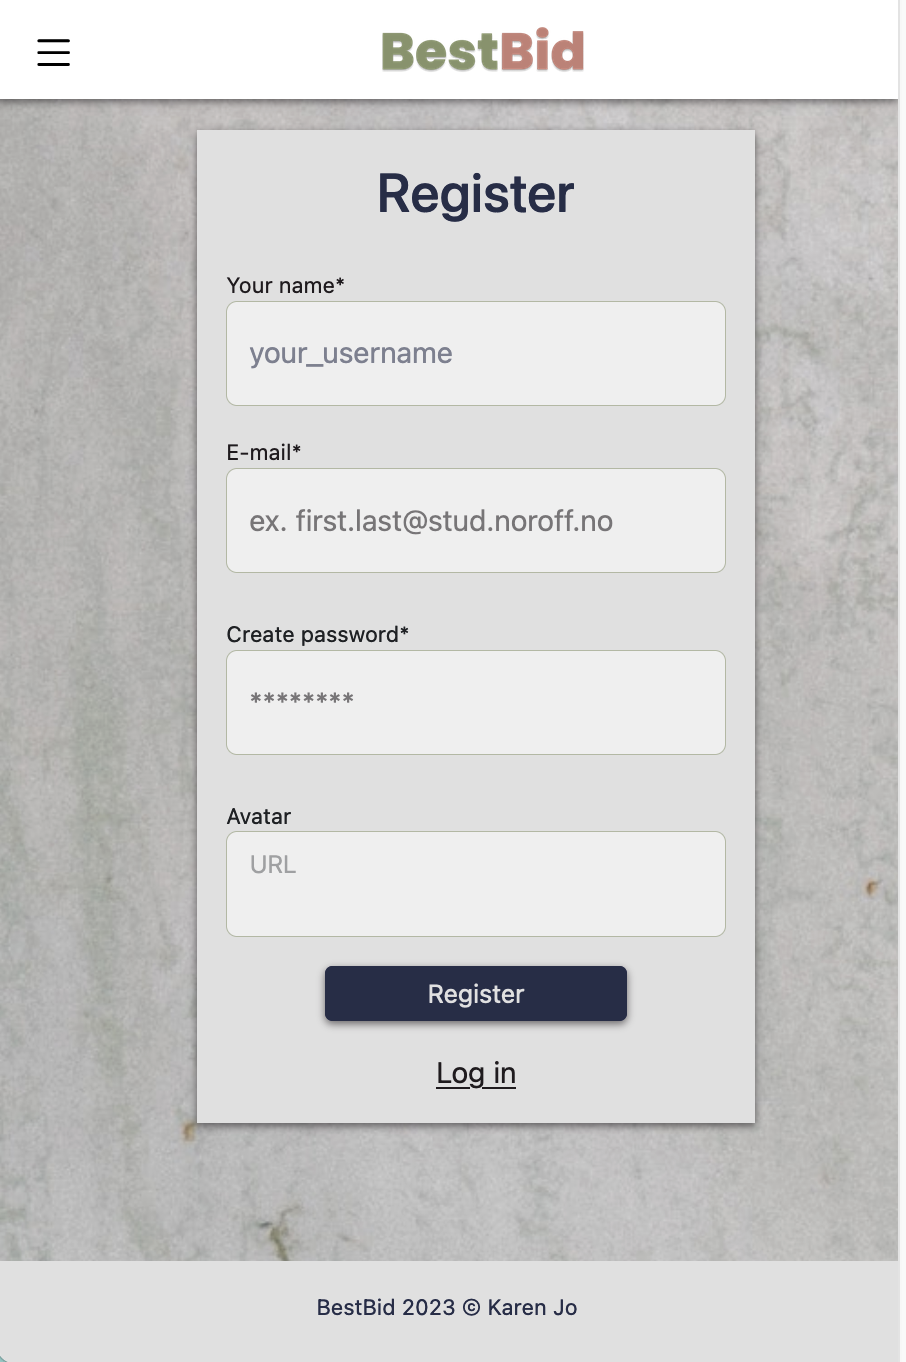 BestBid
Register
Your name*
your_username
E-mail*
ex. first.last@stud.noroff.no
Create password*
********
Avatar
URL
Register
Log in
BestBid 2023 © Karen Jo